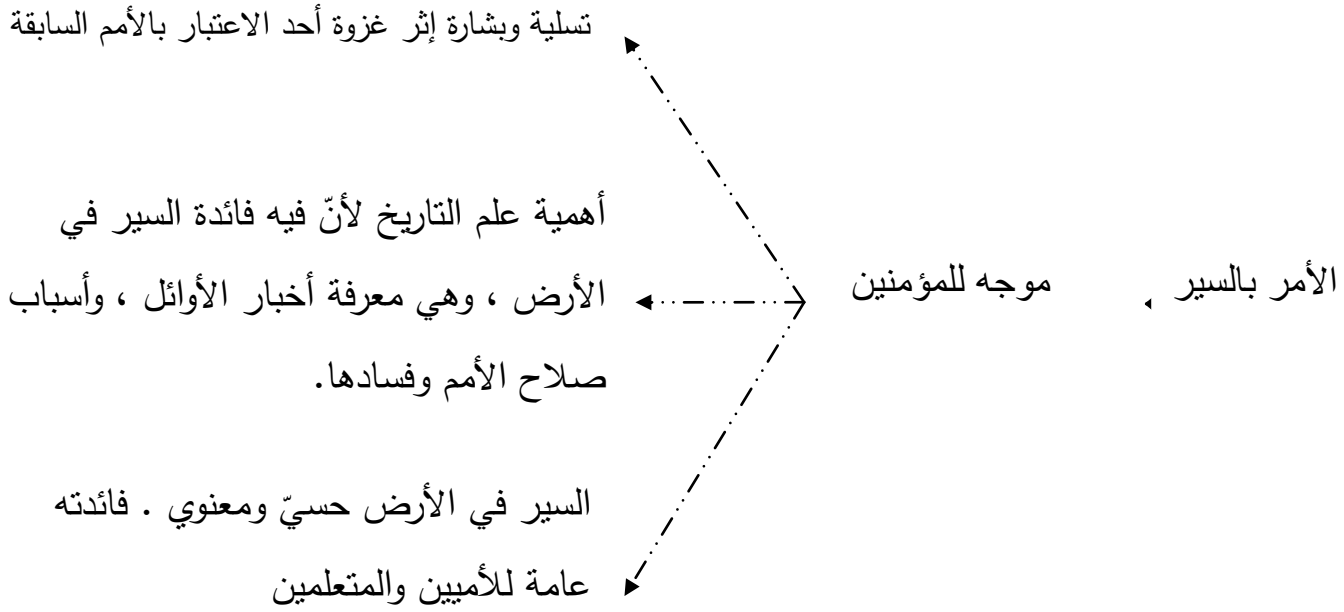 الأمر بالسير
موجه للمؤمنين
تسلية وبشارة إثر غزوة أحد الاعتبار بالأمم السابقة
أهمية علم التاريخ لأنّ فيه فائدة السير في
الأرض ، وهي معرفة أخبار الأوائل ، وأسباب
صلاح الأمم وفسادها.
السير في الأرض حسيّ ومعنوي . فائدته
عامة للأميين والمتعلمين